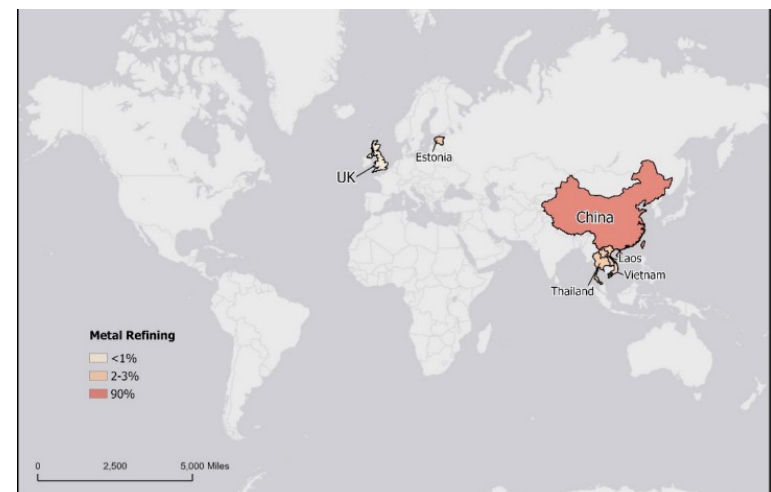 Estonia
UK
China
Laos
Vietnam
Thailand
Metal Refining
<1%
2-3%
90%
0 2,500 5,000 Miles